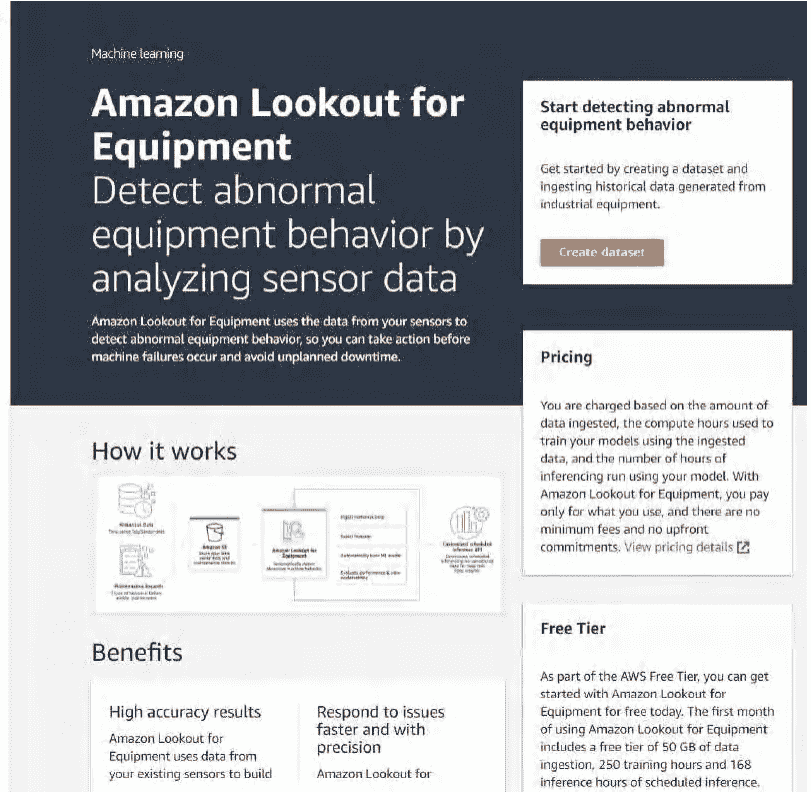 Machine learning
Amazon Lookout for
Equipment
Detect abnormal
equipment behavior by
analyzing sensor data
Amazon Lookout for Equipment uses the data from your sensors to
detect abnormal equipment behavior, so you can take action before
machine failures occur and avoid unplanned downtime.
Start detecting abnormal
equipment behavior
Get started by creating a dataset and
ingesting historical data generated from
industrial equipment.
Create dataset
Pricing
You are charged based on the amount of
data ingested, the compute hours used to
train your models using the ingested
data, and the number of hours of
inferencing run using your model. With
Amazon Lookout for Equipment, you pay
only for what you use, and there are no
minimum fees and no upfront
commitments. View pricing details
How it works
Amazon S3
Amazon Lookout for
Equipment
Benefits
High accuracy results
Amazon Lookout for
Equipment uses data from
your existing sensors to build
Respond to issues
faster and with
precision
Amazon Lookout for
Free Tier
As part of the AWS Free Tier, you can get
started with Amazon Lookout for
Equipment for free today. The first month
of using Amazon Lookout for Equipment
includes a free tier of 50 GB of data
ingestion, 250 training hours and 168
inference hours of scheduled inference.